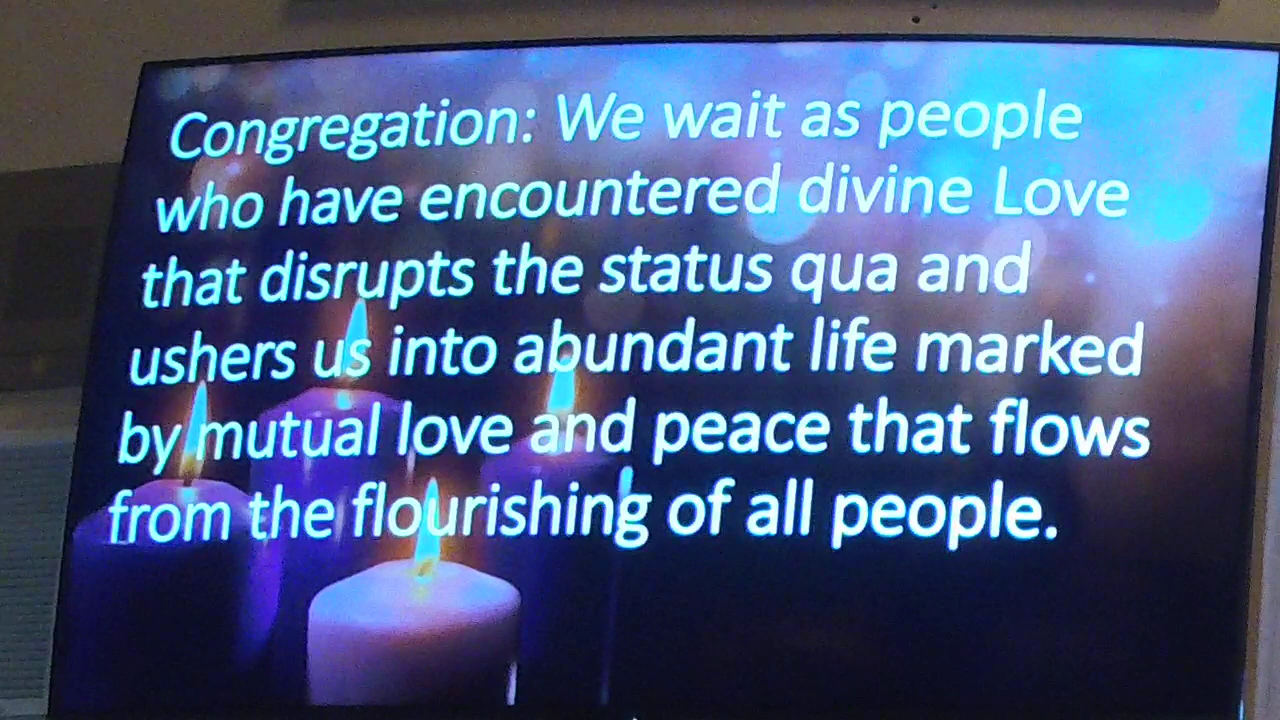 Congregation: We wait as people
who have encountered divine Love
that disrupts the status qua and
ushers us into abundant life marked
by mutual love and peace that flows
from the flourishing of all people.